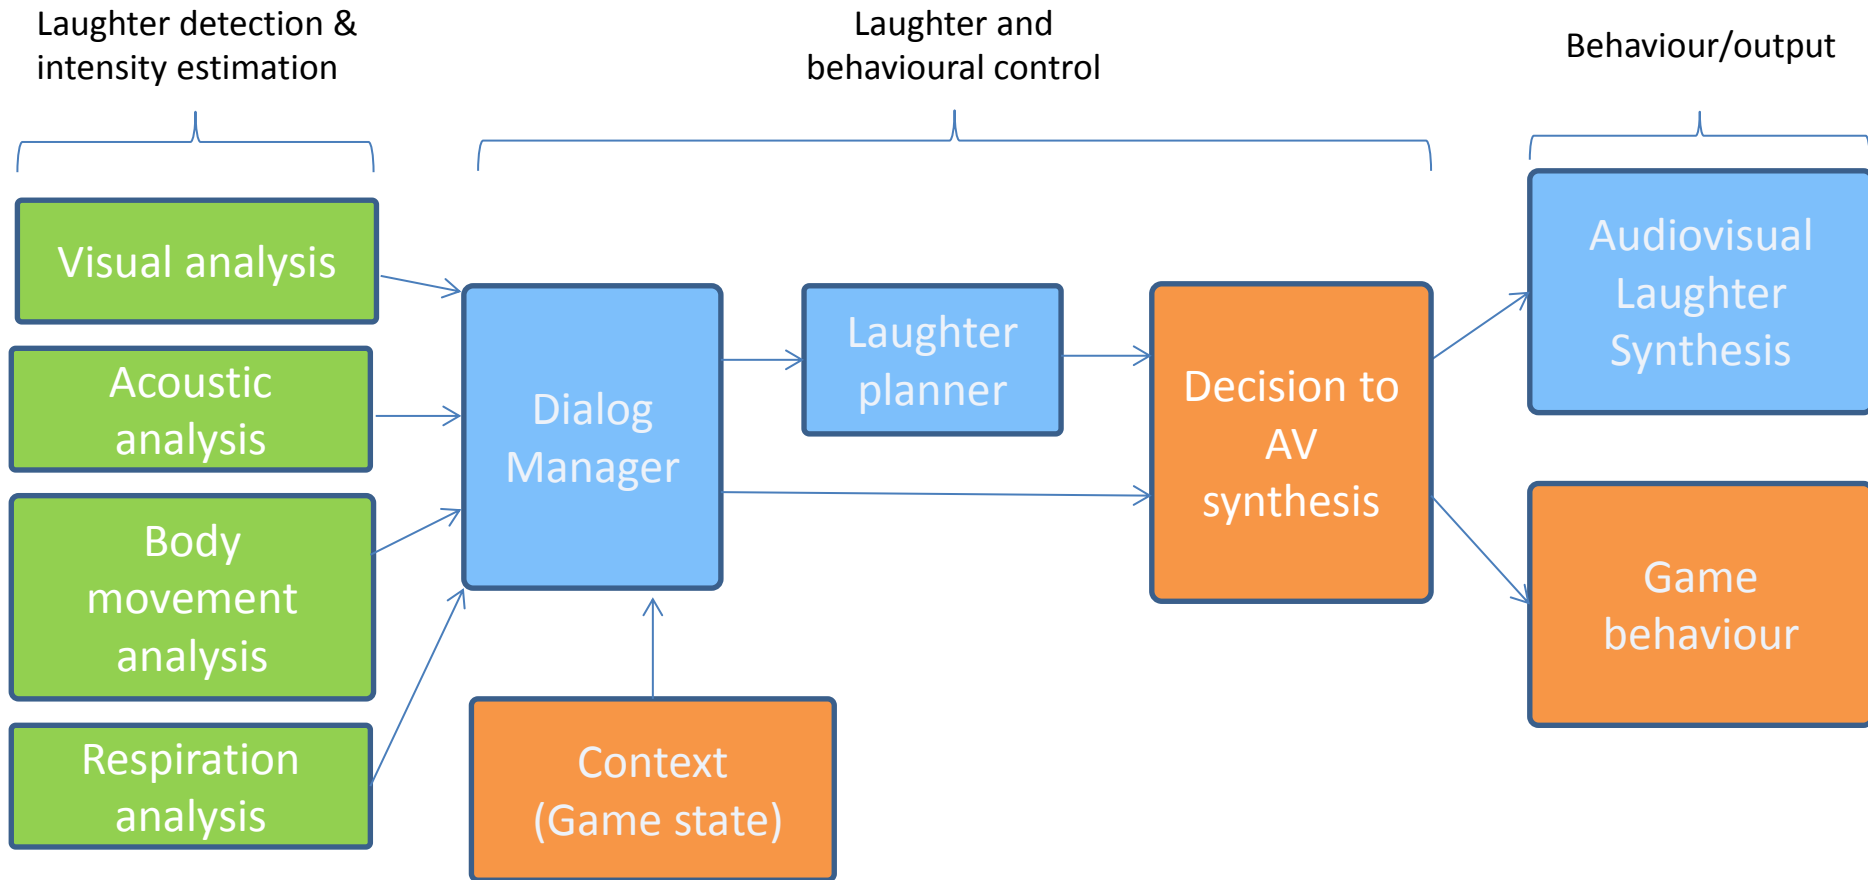 Laughter detection &
intensity estimation
Laughter and
behavioural control
Behaviour/output
Visual analysis
Acoustic
analysis
Body
movement
analysis
Respiration
analysis
Dialog
Manager
Context
(Game state)
Laughter
planner
Decision to
AV
synthesis
Audiovisual
Laughter
Synthesis
Game
behaviour